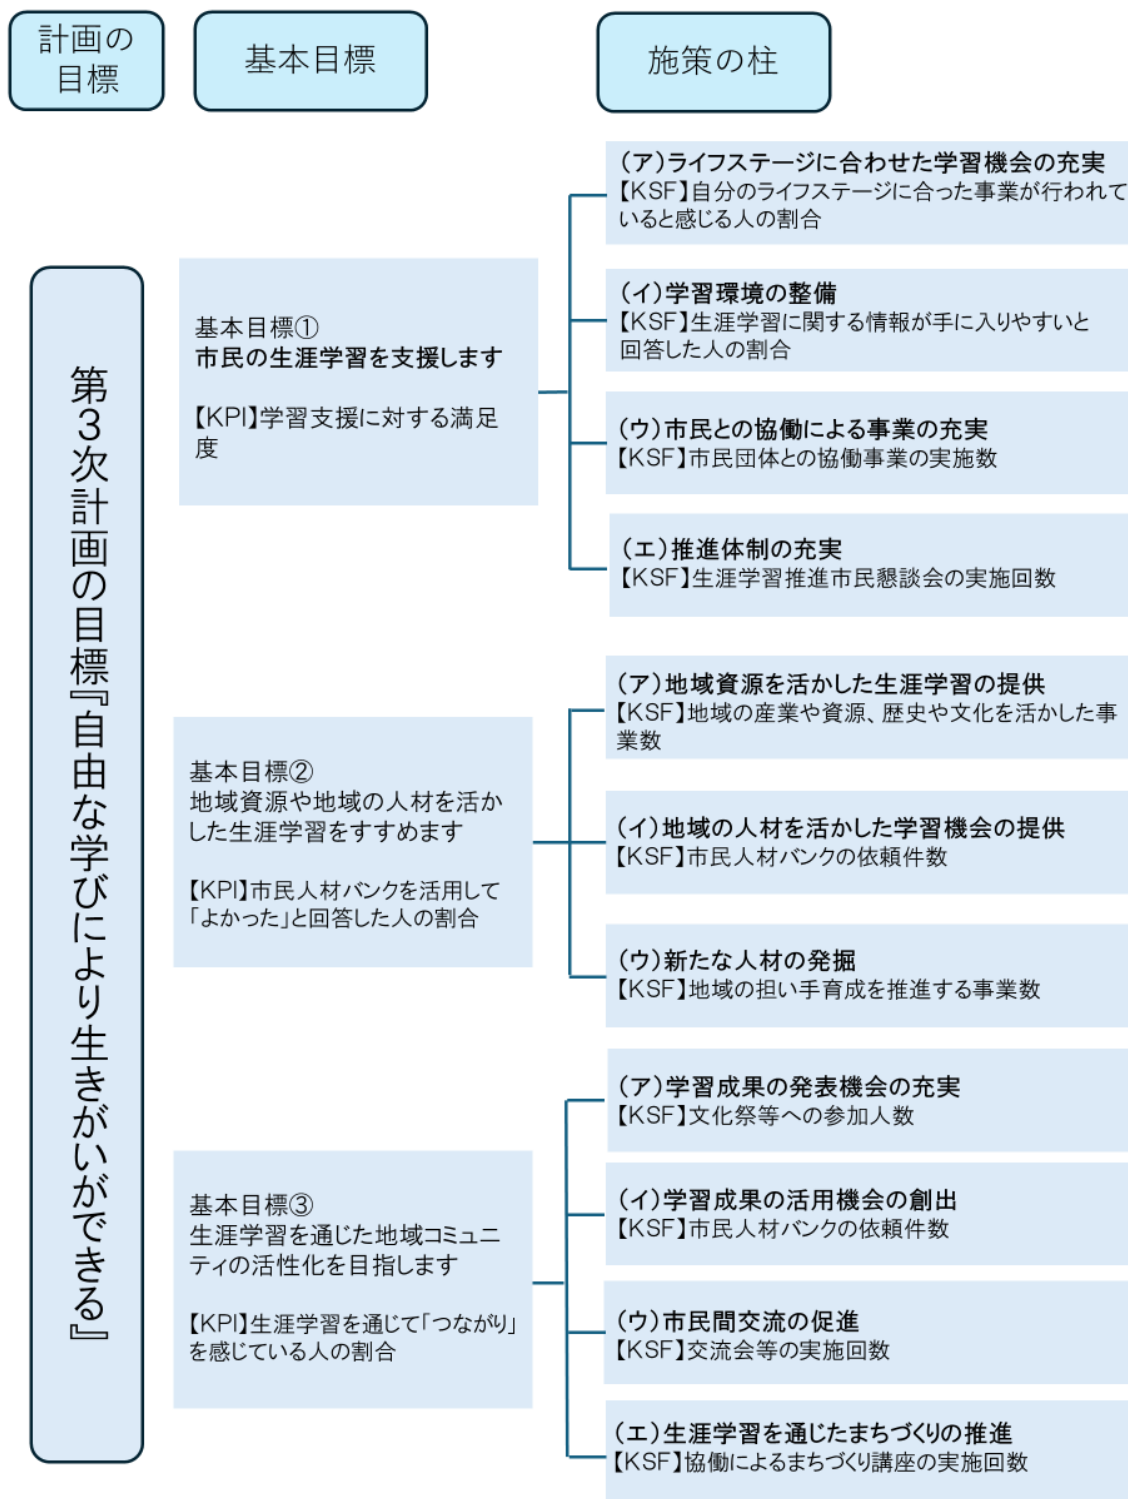 計画の
目標
基本目標
施策の柱
第３次計画の目標『自由な学びにより生きがいができる』
基本目標①
市民の生涯学習を支援します
【KPI】学習支援に対する満足
度
（ア）ライフステージに合わせた学習機会の充実
【KSF】自分のライフステージに合った事業が行われて
いると感じる人の割合
（イ）学習環境の整備
【KSF】生涯学習に関する情報が手に入りやすいと
回答した人の割合
（ウ）市民との協働による事業の充実
【KSF】市民団体との協働事業の実施数
（エ）推進体制の充実
【KSF】生涯学習推進市民懇談会の実施回数
基本目標②
地域資源や地域の人材を活か
した生涯学習をすすめます
【KPI】市民人材バンクを活用して
「よかった」と回答した人の割合
（ア）地域資源を活かした生涯学習の提供
【KSF】地域の産業や資源、歴史や文化を活かした事
業数
（イ）地域の人材を活かした学習機会の提供
【KSF】市民人材バンクの依頼件数
（ウ）新たな人材の発掘
【KSF】地域の担い手育成を推進する事業数
基本目標③
生涯学習を通じた地域コミュニ
ティの活性化を目指します
【KPI】生涯学習を通じて「つながり」
を感じている人の割合
（ア）学習成果の発表機会の充実
【KSF】文化祭等への参加人数
（イ）学習成果の活用機会の創出
【KSF】市民人材バンクの依頼件数
（ウ）市民間交流の促進
【KSF】交流会等の実施回数
（エ）生涯学習を通じたまちづくりの推進
【KSF】協働によるまちづくり講座の実施回数